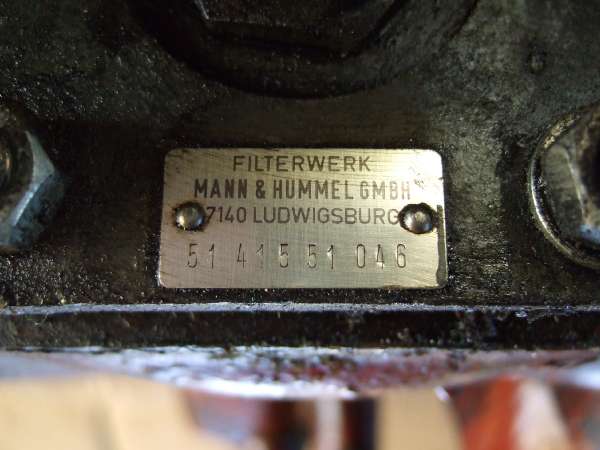 FILTERWERK
MANN & HUMMEL GMBH
7140 LUDWIGSBURG
51 415 51 046